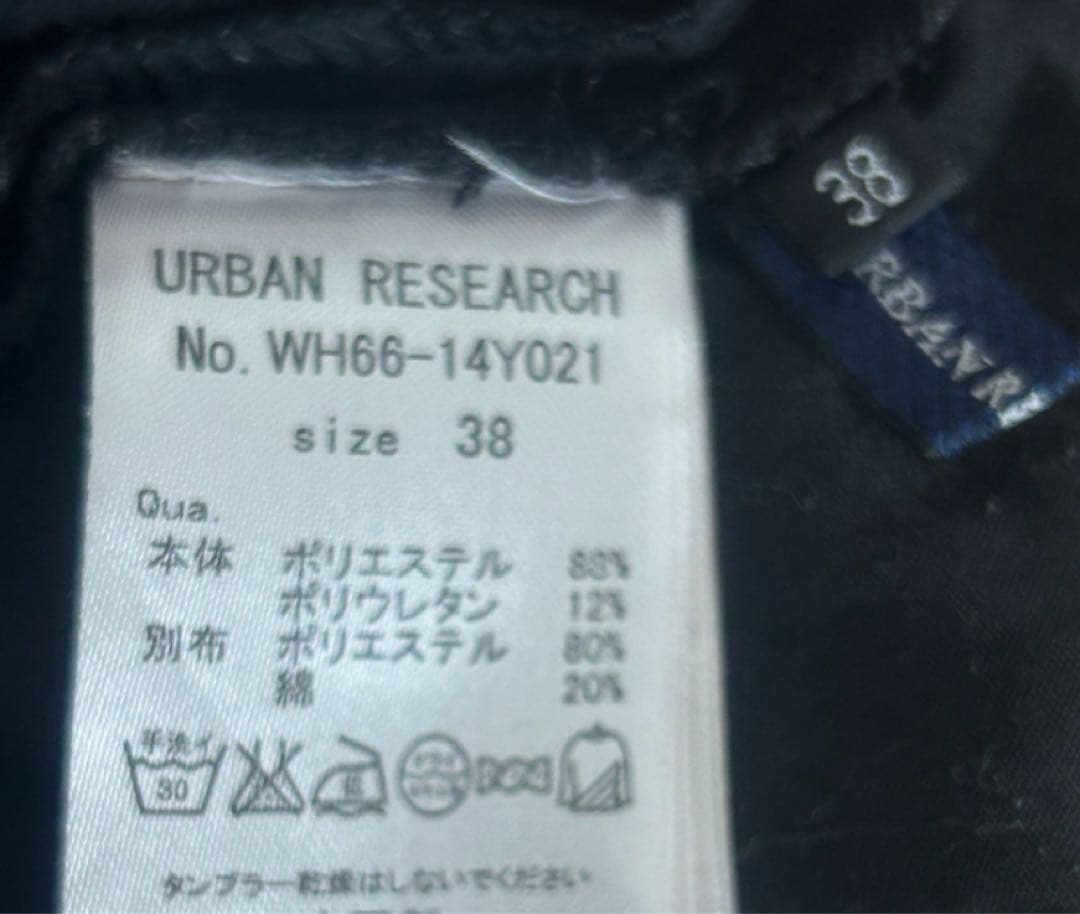 URBAN RESEARCH
No. WH66-14Y021
size 38
Qua.
本体 ポリエステル 88%
ポリウレタン 12%
別布 ポリエステル 80%
綿 20%
手洗イ
30
タンブラー乾燥はしないでください
38
RBAN R